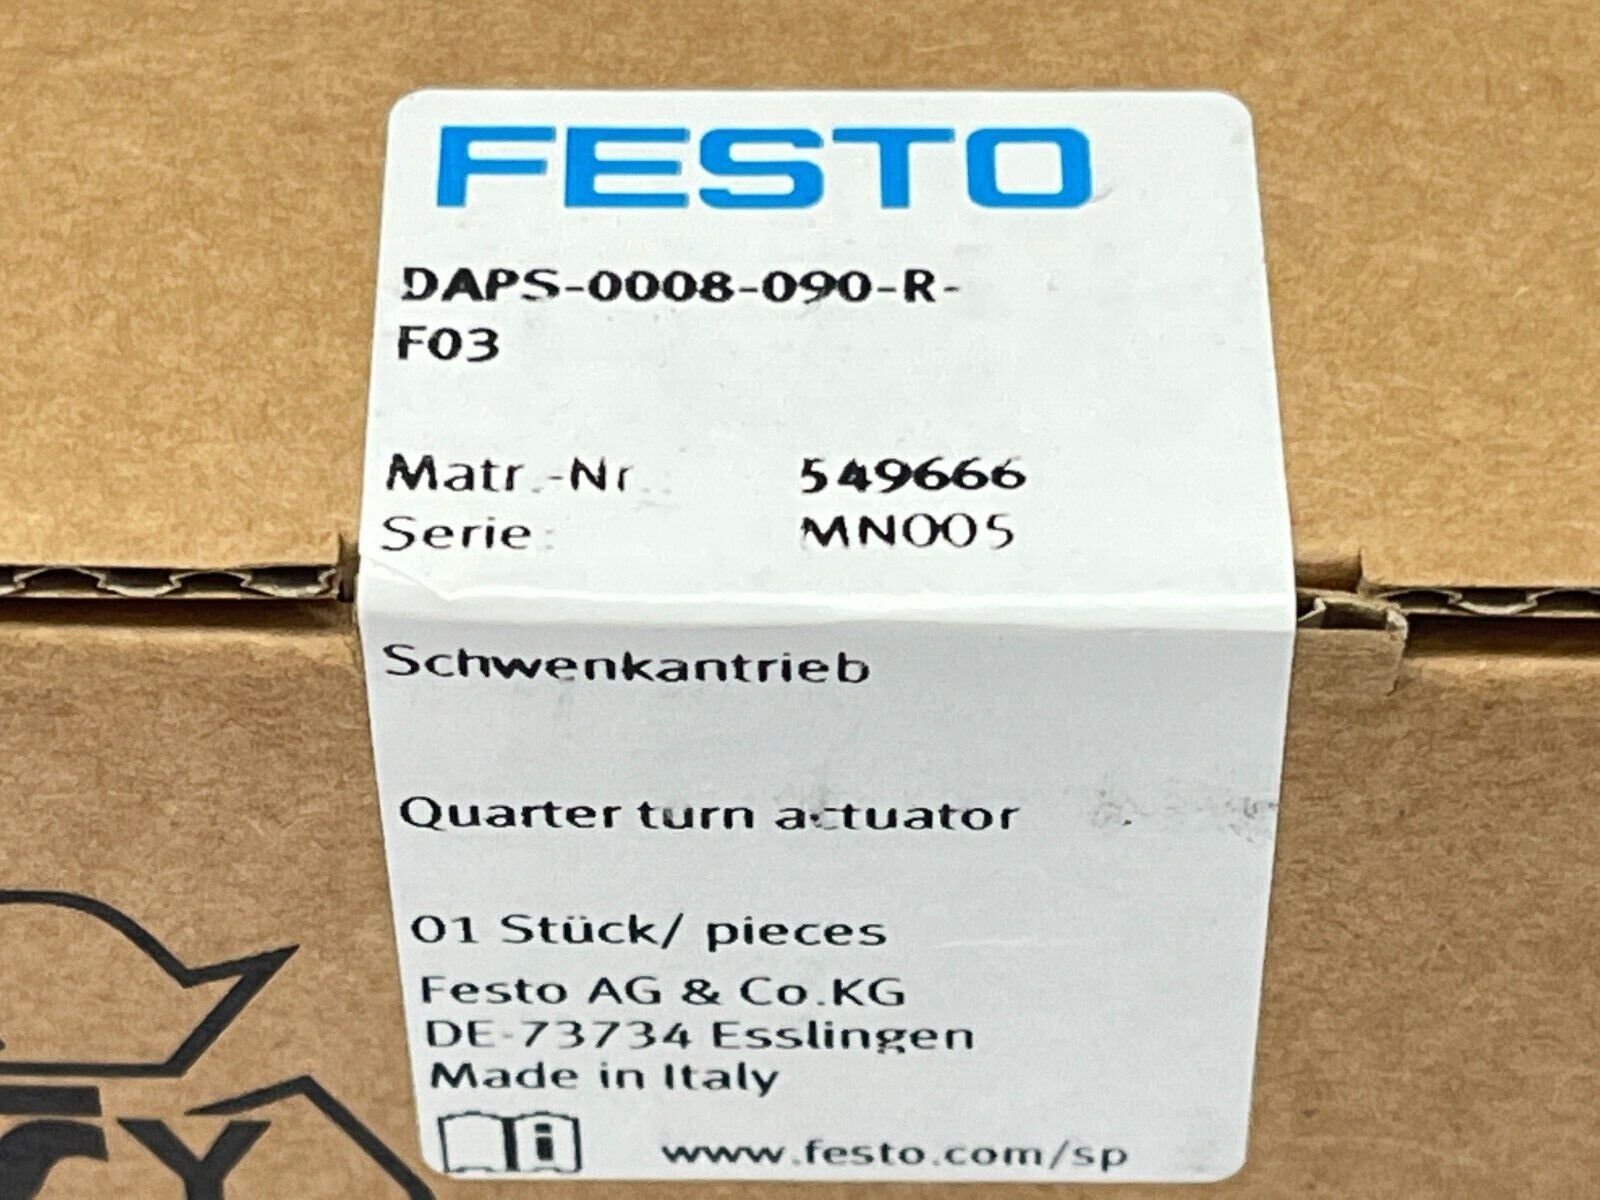 FESTO
DAPS-0008-090-R-
F03
Matr.-Nr. 549666
Serie: MN005
Schwenkantrieb
Quarter turn actuator
01 Stück/ pieces
Festo AG & Co.KG
DE-73734 Esslingen
Made in Italy
www.festo.com/sp